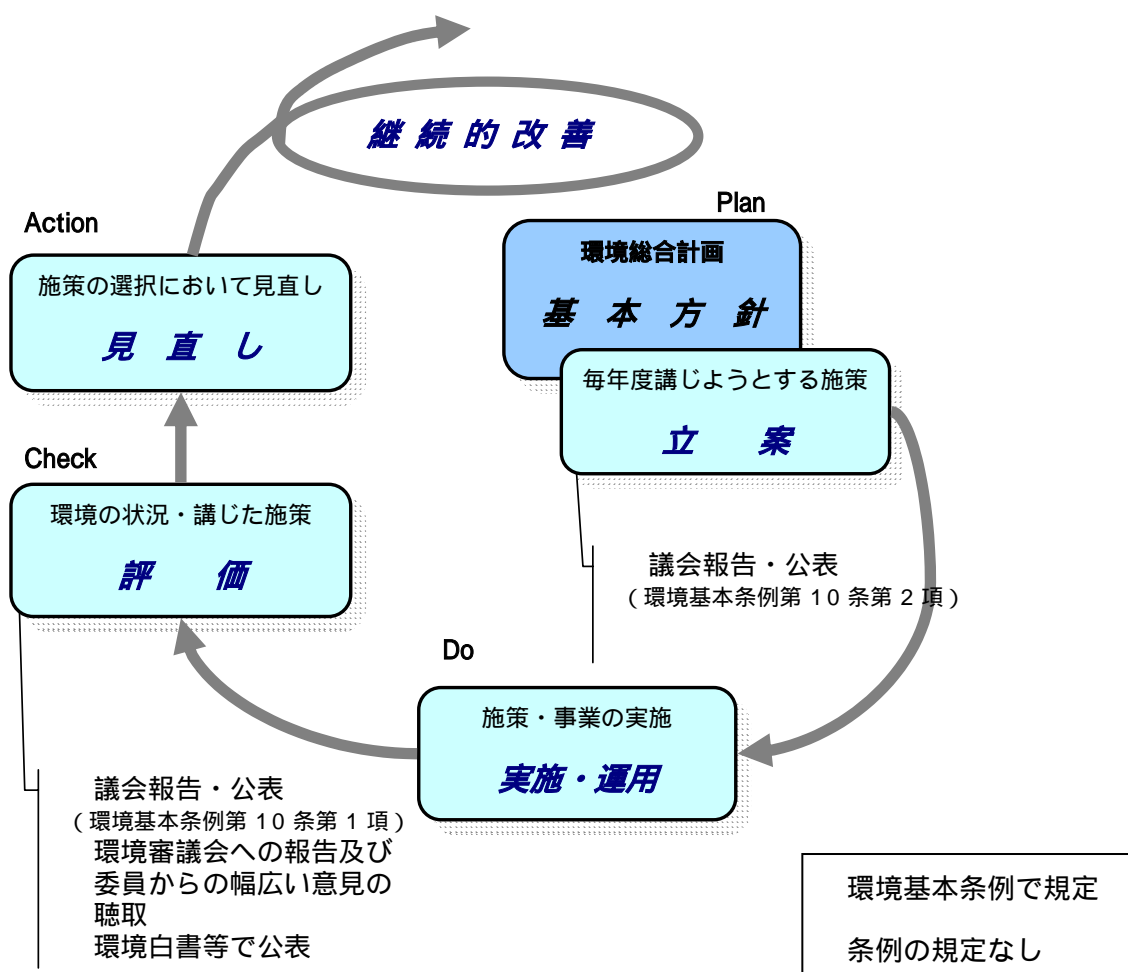 継 続 的 改 善
Plan
環境総合計画
基 本 方 針
毎年度講じようとする施策
立 案
議会報告・公表
（環境基本条例第 10 条第 2 項）
Do
施策・事業の実施
実施・運用
Check
環境の状況・講じた施策
評 価
議会報告・公表
（環境基本条例第 10 条第 1 項）
環境審議会への報告及び
委員からの幅広い意見の
聴取
環境白書等で公表
Action
施策の選択において見直し
見 直 し
環境基本条例で規定
条例の規定なし